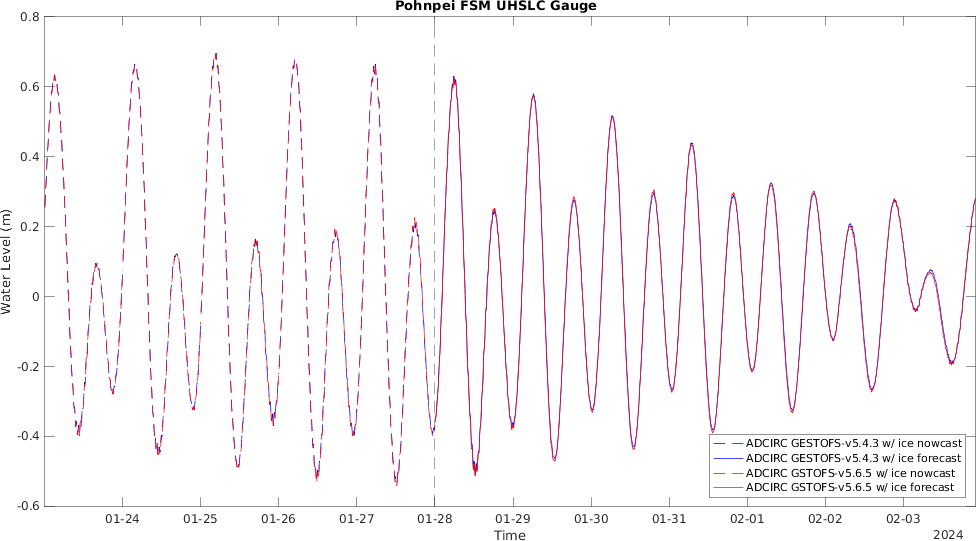 Pohnpei FSM UHSLC Gauge
Water Level (m)
0.8
0.6
0.4
0.2
0
-0.2
-0.4
-0.6
ADCIRC GESTOFS-v5.4.3 w/ ice nowcast
ADCIRC GESTOFS-v5.4.3 w/ ice forecast
ADCIRC GSTOFS-v5.6.5 w/ ice nowcast
ADCIRC GSTOFS-v5.6.5 w/ ice forecast
01-24 01-25 01-26 01-27 01-28 01-29 01-30 01-31 02-01 02-02 02-03
Time
2024